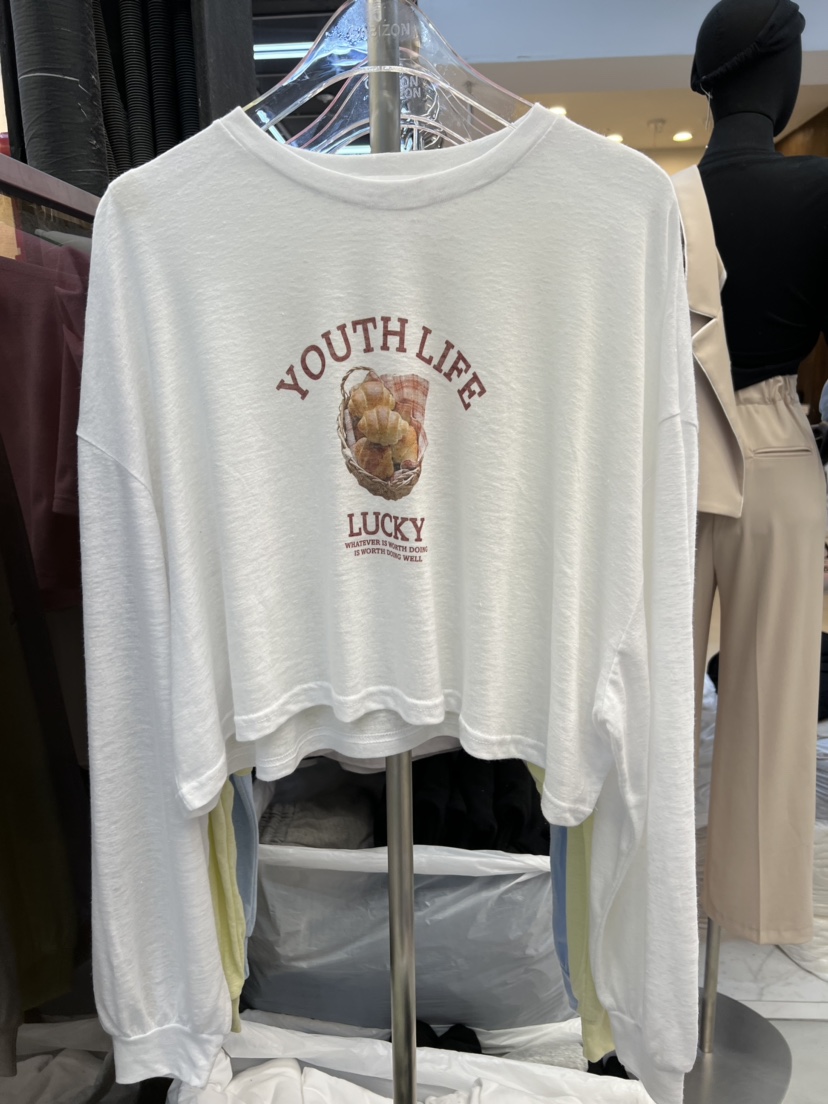 YOUTH LIFE
LUCKY
WHATEVER IS WORTH DOING
IS WORTH DOING WELL